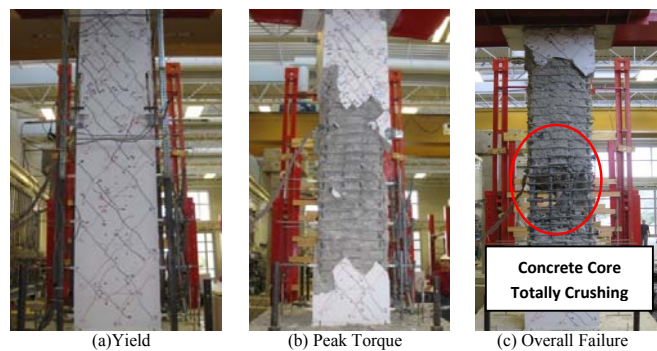 Concrete Core
Totally Crushing
(a)Yield
(b) Peak Torque
(c) Overall Failure